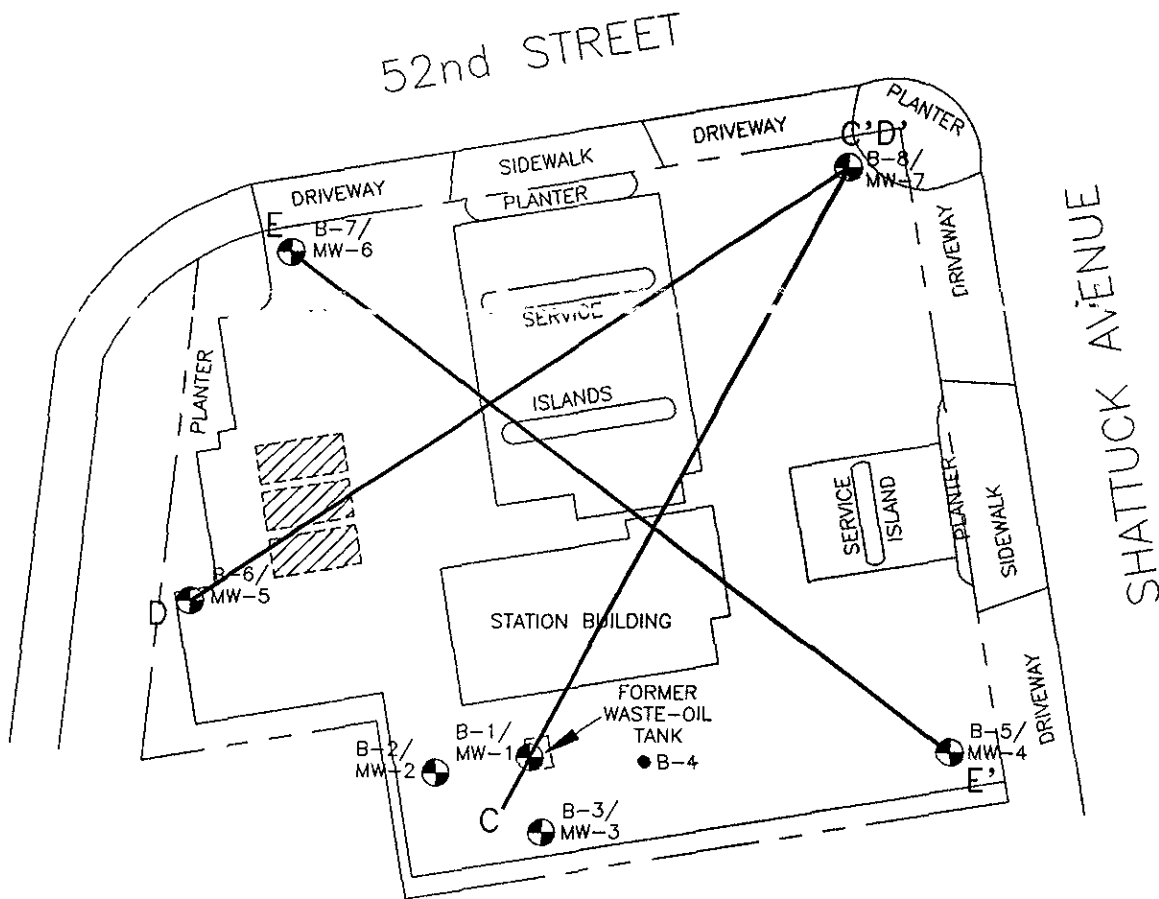 52nd STREET
PLANTER
DRIVEWAY
C'D'
SIDEWALK
B-8/
MW-7
DRIVEWAY
PLANTER
E
B-7/
MW-6
DRIVEWAY
SHATTUCK AVENUE
SERVICE
ISLANDS
PLANTER
SERVICE
ISLAND
PLANTER
SIDEWALK
B-6/
MW-5
D
STATION BUILDING
FORMER
WASTE-OIL
TANK
DRIVEWAY
B-1/
MW-1
B-2/
MW-2
B-4
B-5/
MW-4
E'
C
B-3/
MW-3